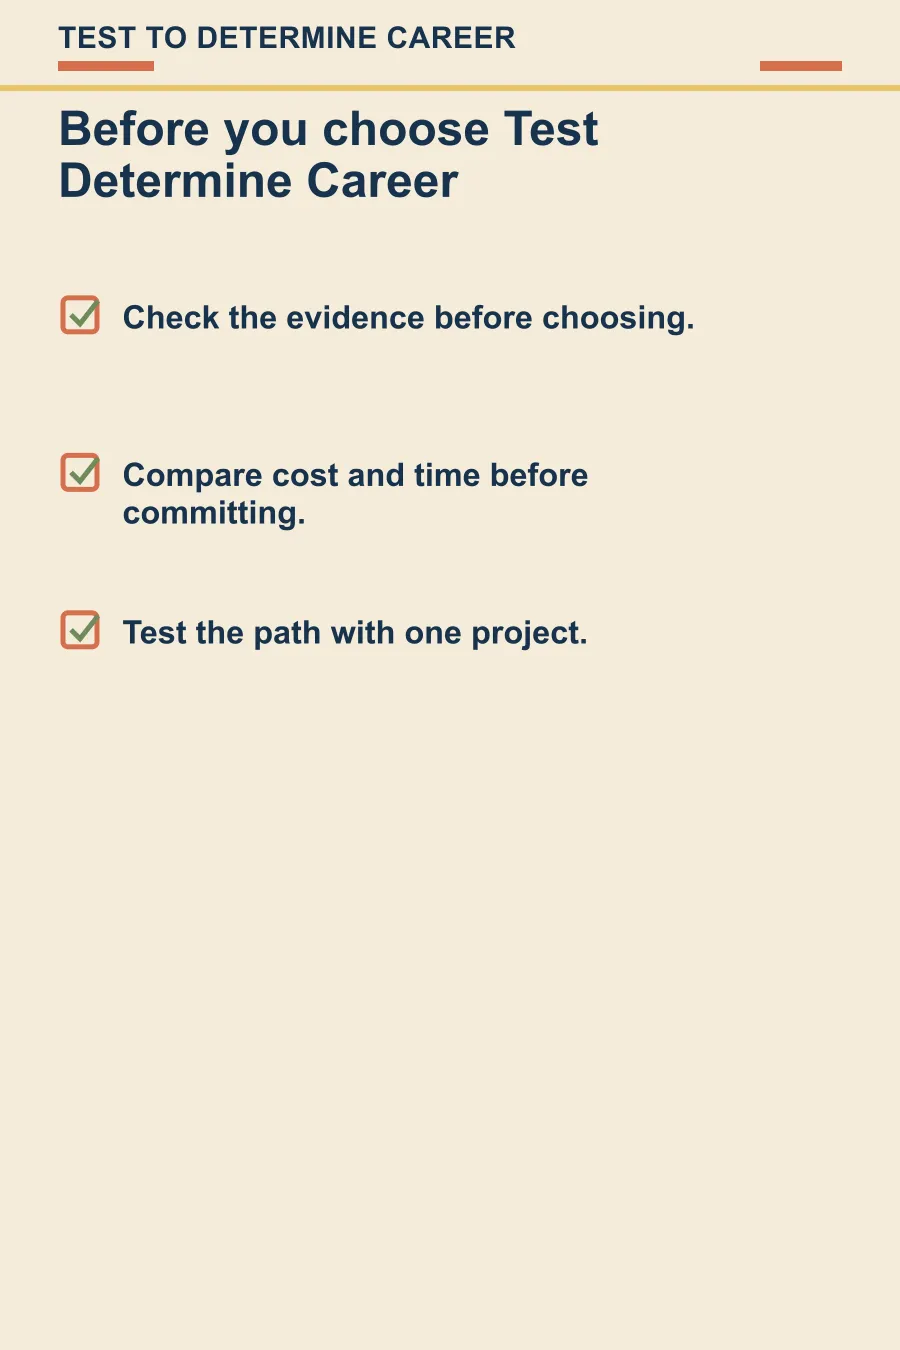 TEST TO DETERMINE CAREER
Before you choose Test
Determine Career
Check the evidence before choosing.
Compare cost and time before
committing.
Test the path with one project.